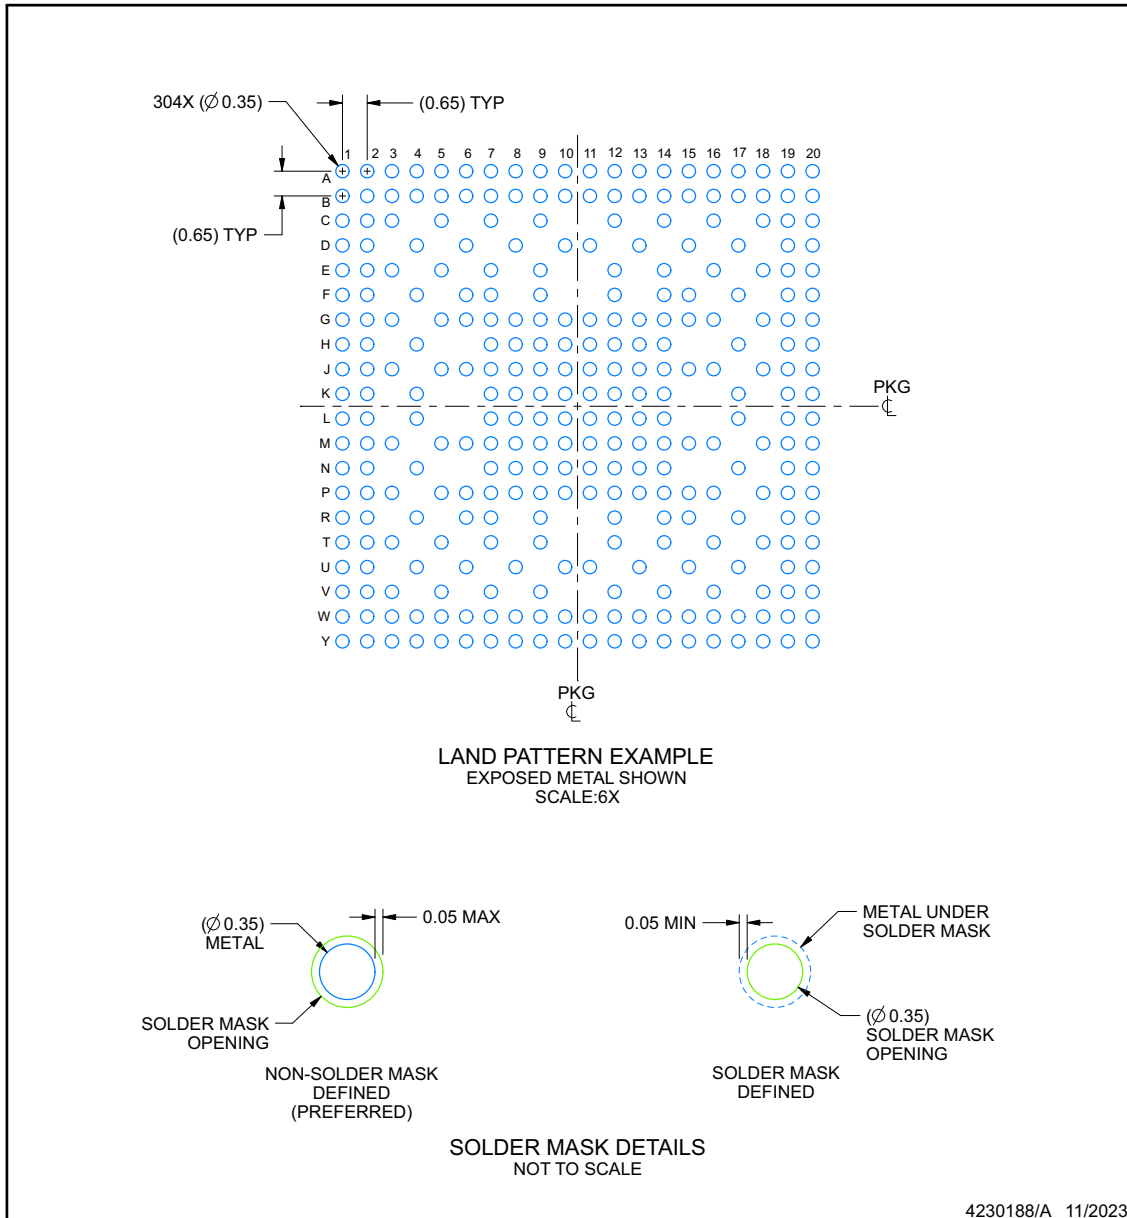 304X (∅ 0.35)
(0.65) TYP
1 2 3 4 5 6 7 8 9 10 11 12 13 14 15 16 17 18 19 20
A
B
(0.65) TYP
C
D
E
F
G
H
J
K
PKG
℄
L
M
N
P
R
T
U
V
W
Y
PKG
℄
LAND PATTERN EXAMPLE
EXPOSED METAL SHOWN
SCALE:6X
(∅ 0.35)
METAL
0.05 MAX
SOLDER MASK
OPENING
NON-SOLDER MASK
DEFINED
(PREFERRED)
0.05 MIN
METAL UNDER
SOLDER MASK
(∅ 0.35)
SOLDER MASK
OPENING
SOLDER MASK
DEFINED
SOLDER MASK DETAILS
NOT TO SCALE
4230188/A 11/2023